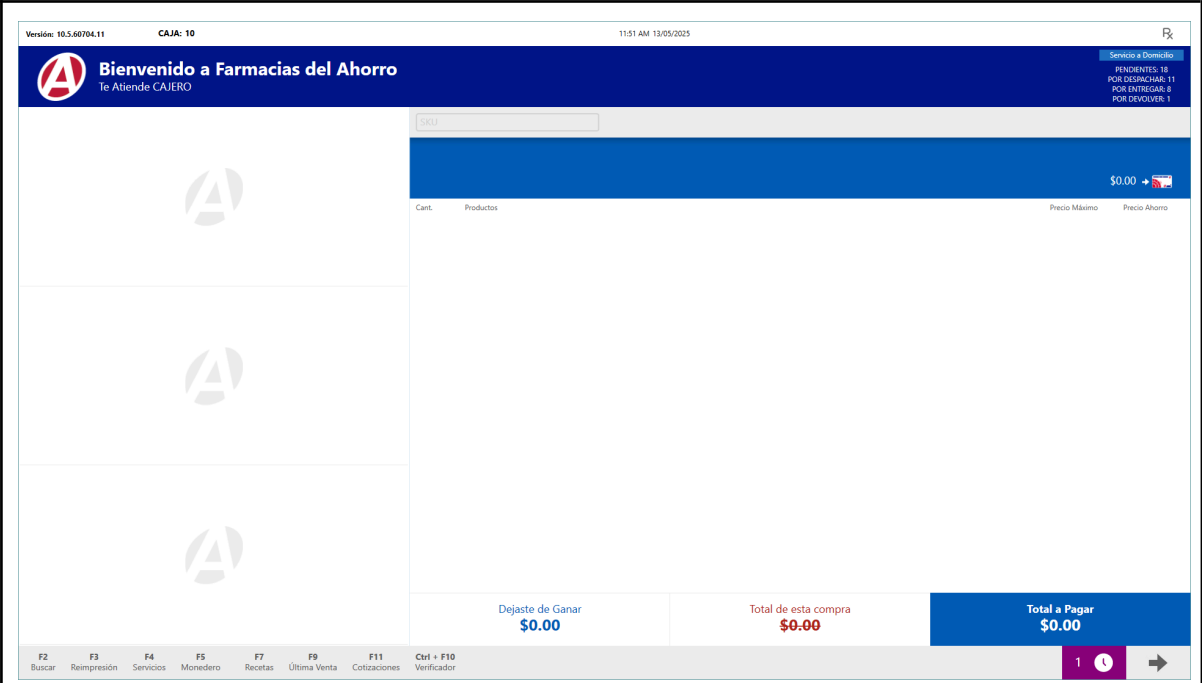 Versión: 10.5.60704.11 CAJA: 10 11:51 AM 13/05/2025 Rx
Bienvenido a Farmacias del Ahorro
Te Atiende CAJERO
Servicio a Domicilio
PENDIENTES: 18
POR DESPACHAR: 11
POR ENTREGAR: 8
POR DEVOLVER: 1
SKU
$0.00
Cant. Productos Precio Máximo Precio Ahorro
Dejaste de Ganar Total de esta compra Total a Pagar
$0.00 $0.00 $0.00
F2 F3 F4 F5 F7 F9 F11 Ctrl + F10
Buscar Reimpresión Servicios Monedero Recetas Última Venta Cotizaciones Verificador
1